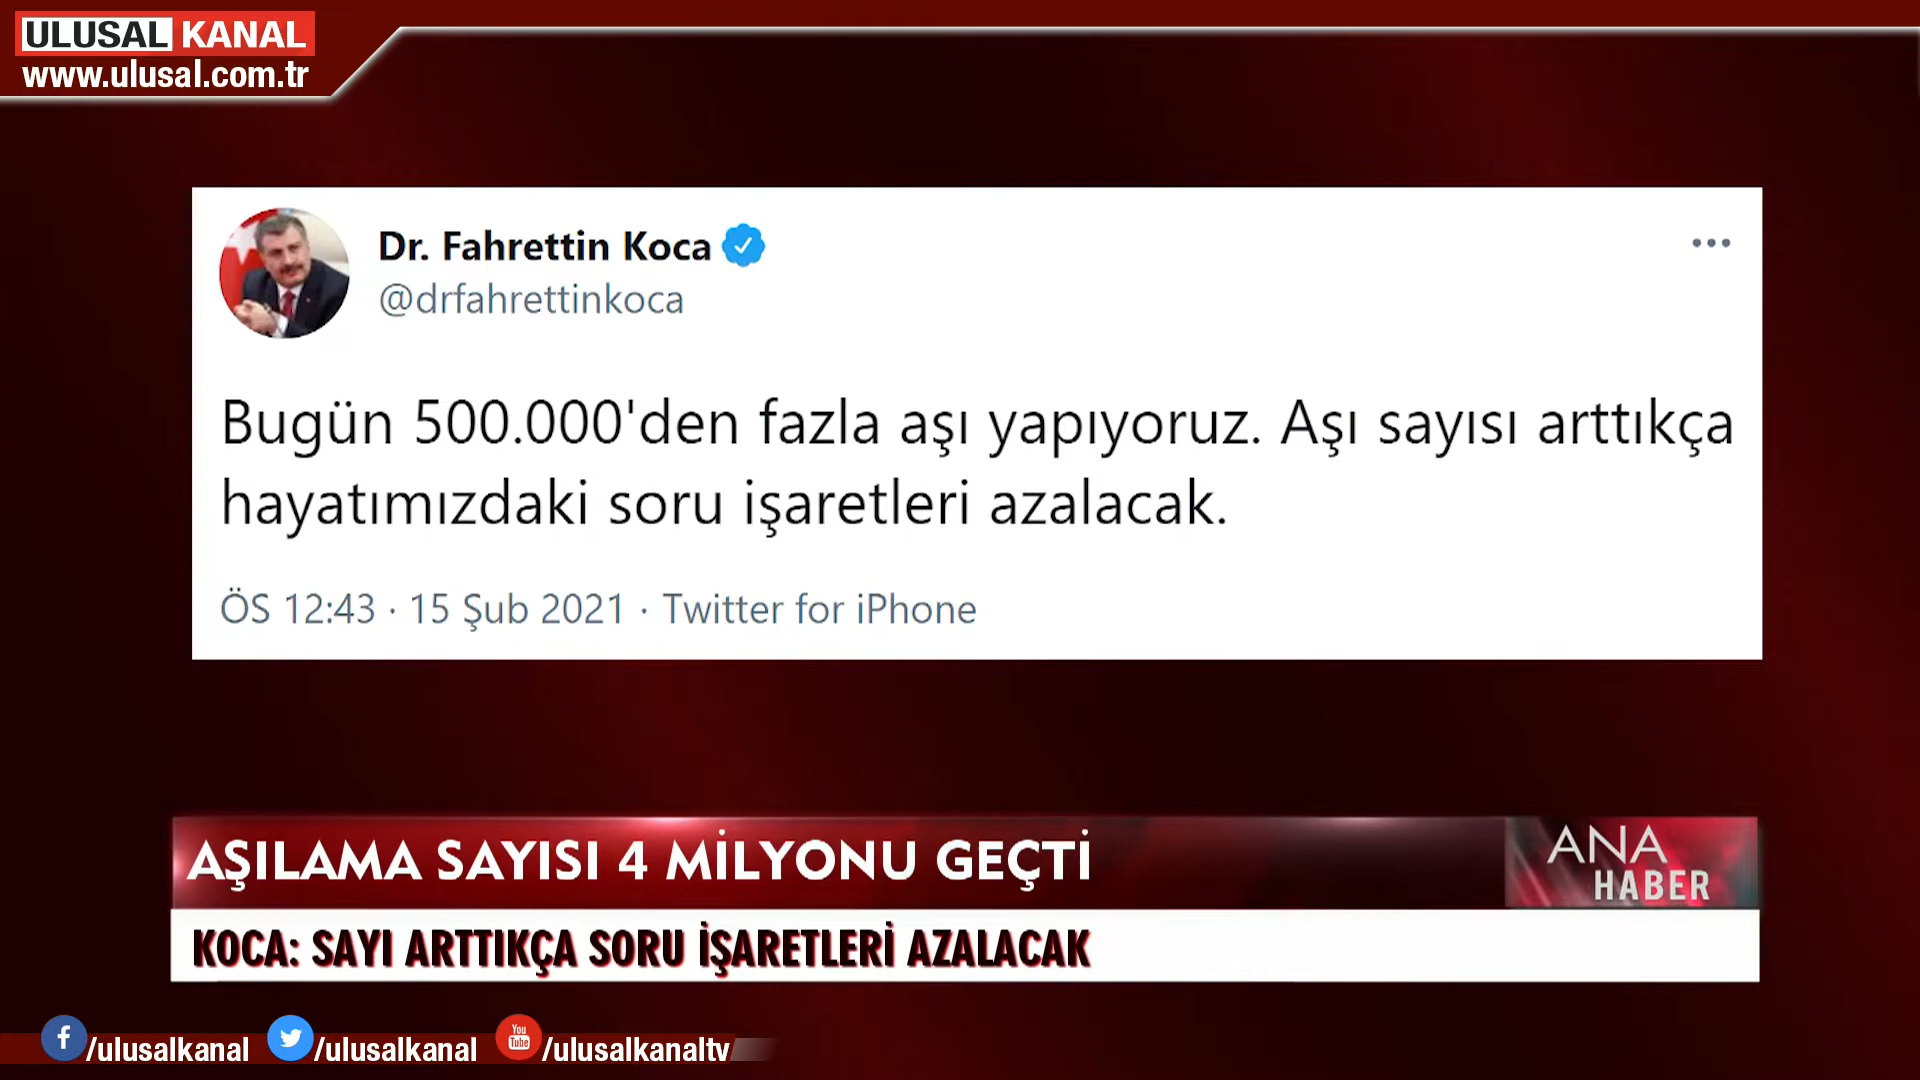 ULUSAL KANAL
www.ulusal.com.tr
Dr. Fahrettin Koca
@drfahrettinkoca
Bugün 500.000'den fazla aşı yapıyoruz. Aşı sayısı arttıkça
hayatımızdaki soru işaretleri azalacak.
ÖS 12:43 · 15 Şub 2021 · Twitter for iPhone
AŞILAMA SAYISI 4 MİLYONU GEÇTİ
ANA
HABER
KOCA: SAYI ARTTIKÇA SORU İŞARETLERİ AZALACAK
f /ulusalkanal /ulusalkanal You Tube /ulusalkanaltv